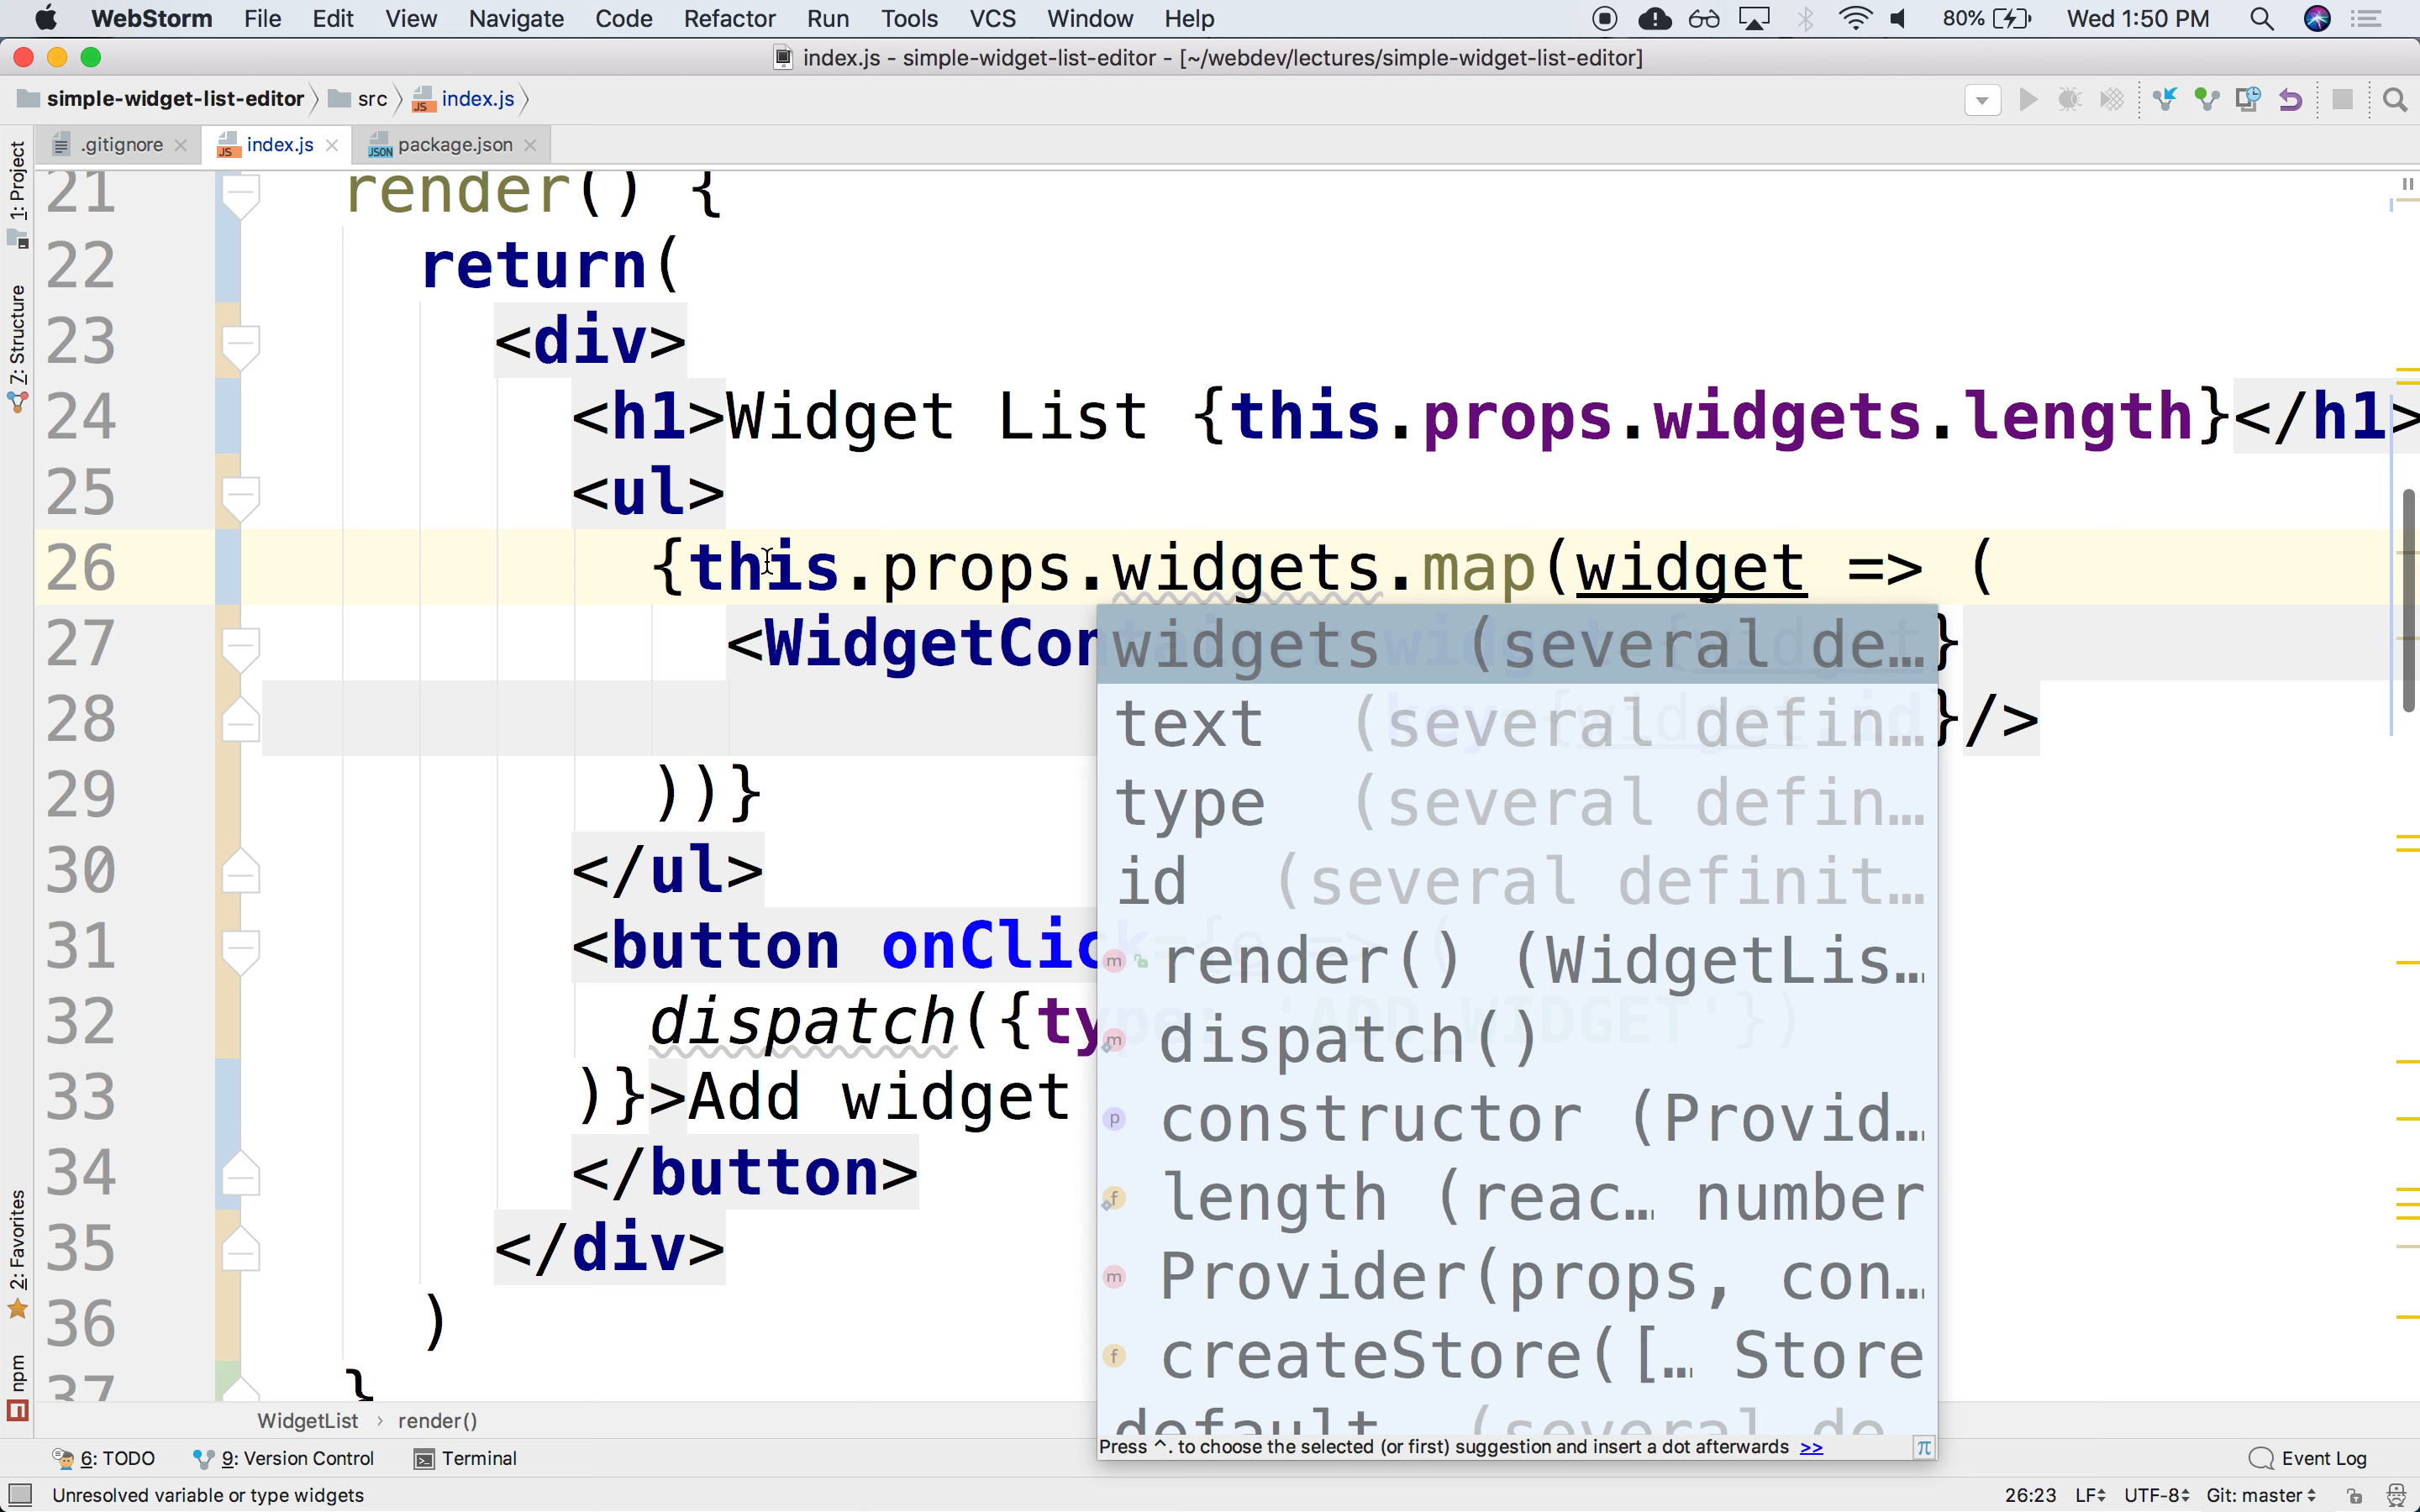 WebStorm File Edit View Navigate Code Refactor Run Tools VCS Window Help 80% Wed 1:50 PM
index.js - simple-widget-list-editor - [~/webdev/lectures/simple-widget-list-editor]
simple-widget-list-editor src index.js
.gitignore index.js package.json
1: Project
7: Structure
2: Favorites
npm
21 render() {
22 return(
23 <div>
24 <h1>Widget List {this.props.widgets.length}</h1>
25 <ul>
26 {this.props.widgets.map(widget => (
27 <WidgetCon }
28 }/>
29 ))}
30 </ul>
31 <button onClic
32 dispatch({ty
33 )}>Add widget
34 </button>
35 </div>
36 )
37 }
widgets (several de…
text (several defin…
type (several defin…
id (several definit…
render() (WidgetLis…
dispatch()
constructor (Provid…
length (reac… number
Provider(props, con…
createStore([… Store
default (several de
Press ^. to choose the selected (or first) suggestion and insert a dot afterwards >>
π
WidgetList › render()
6: TODO 9: Version Control Terminal Event Log
Unresolved variable or type widgets 26:23 LF UTF-8 Git: master